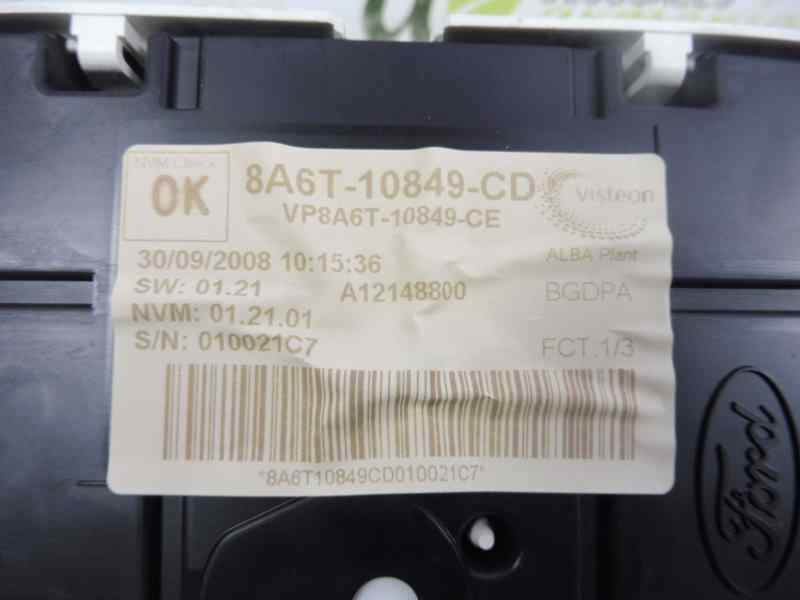 NVM Check
OK
8A6T-10849-CD
VP8A6T-10849-CE
Visteon
30/09/2008 10:15:36
ALBA Plant
SW: 01.21
A12148800
BGDPA
NVM: 01.21.01
S/N: 010021C7
FCT.1/3
*8A6T10849CD010021C7*
Ford